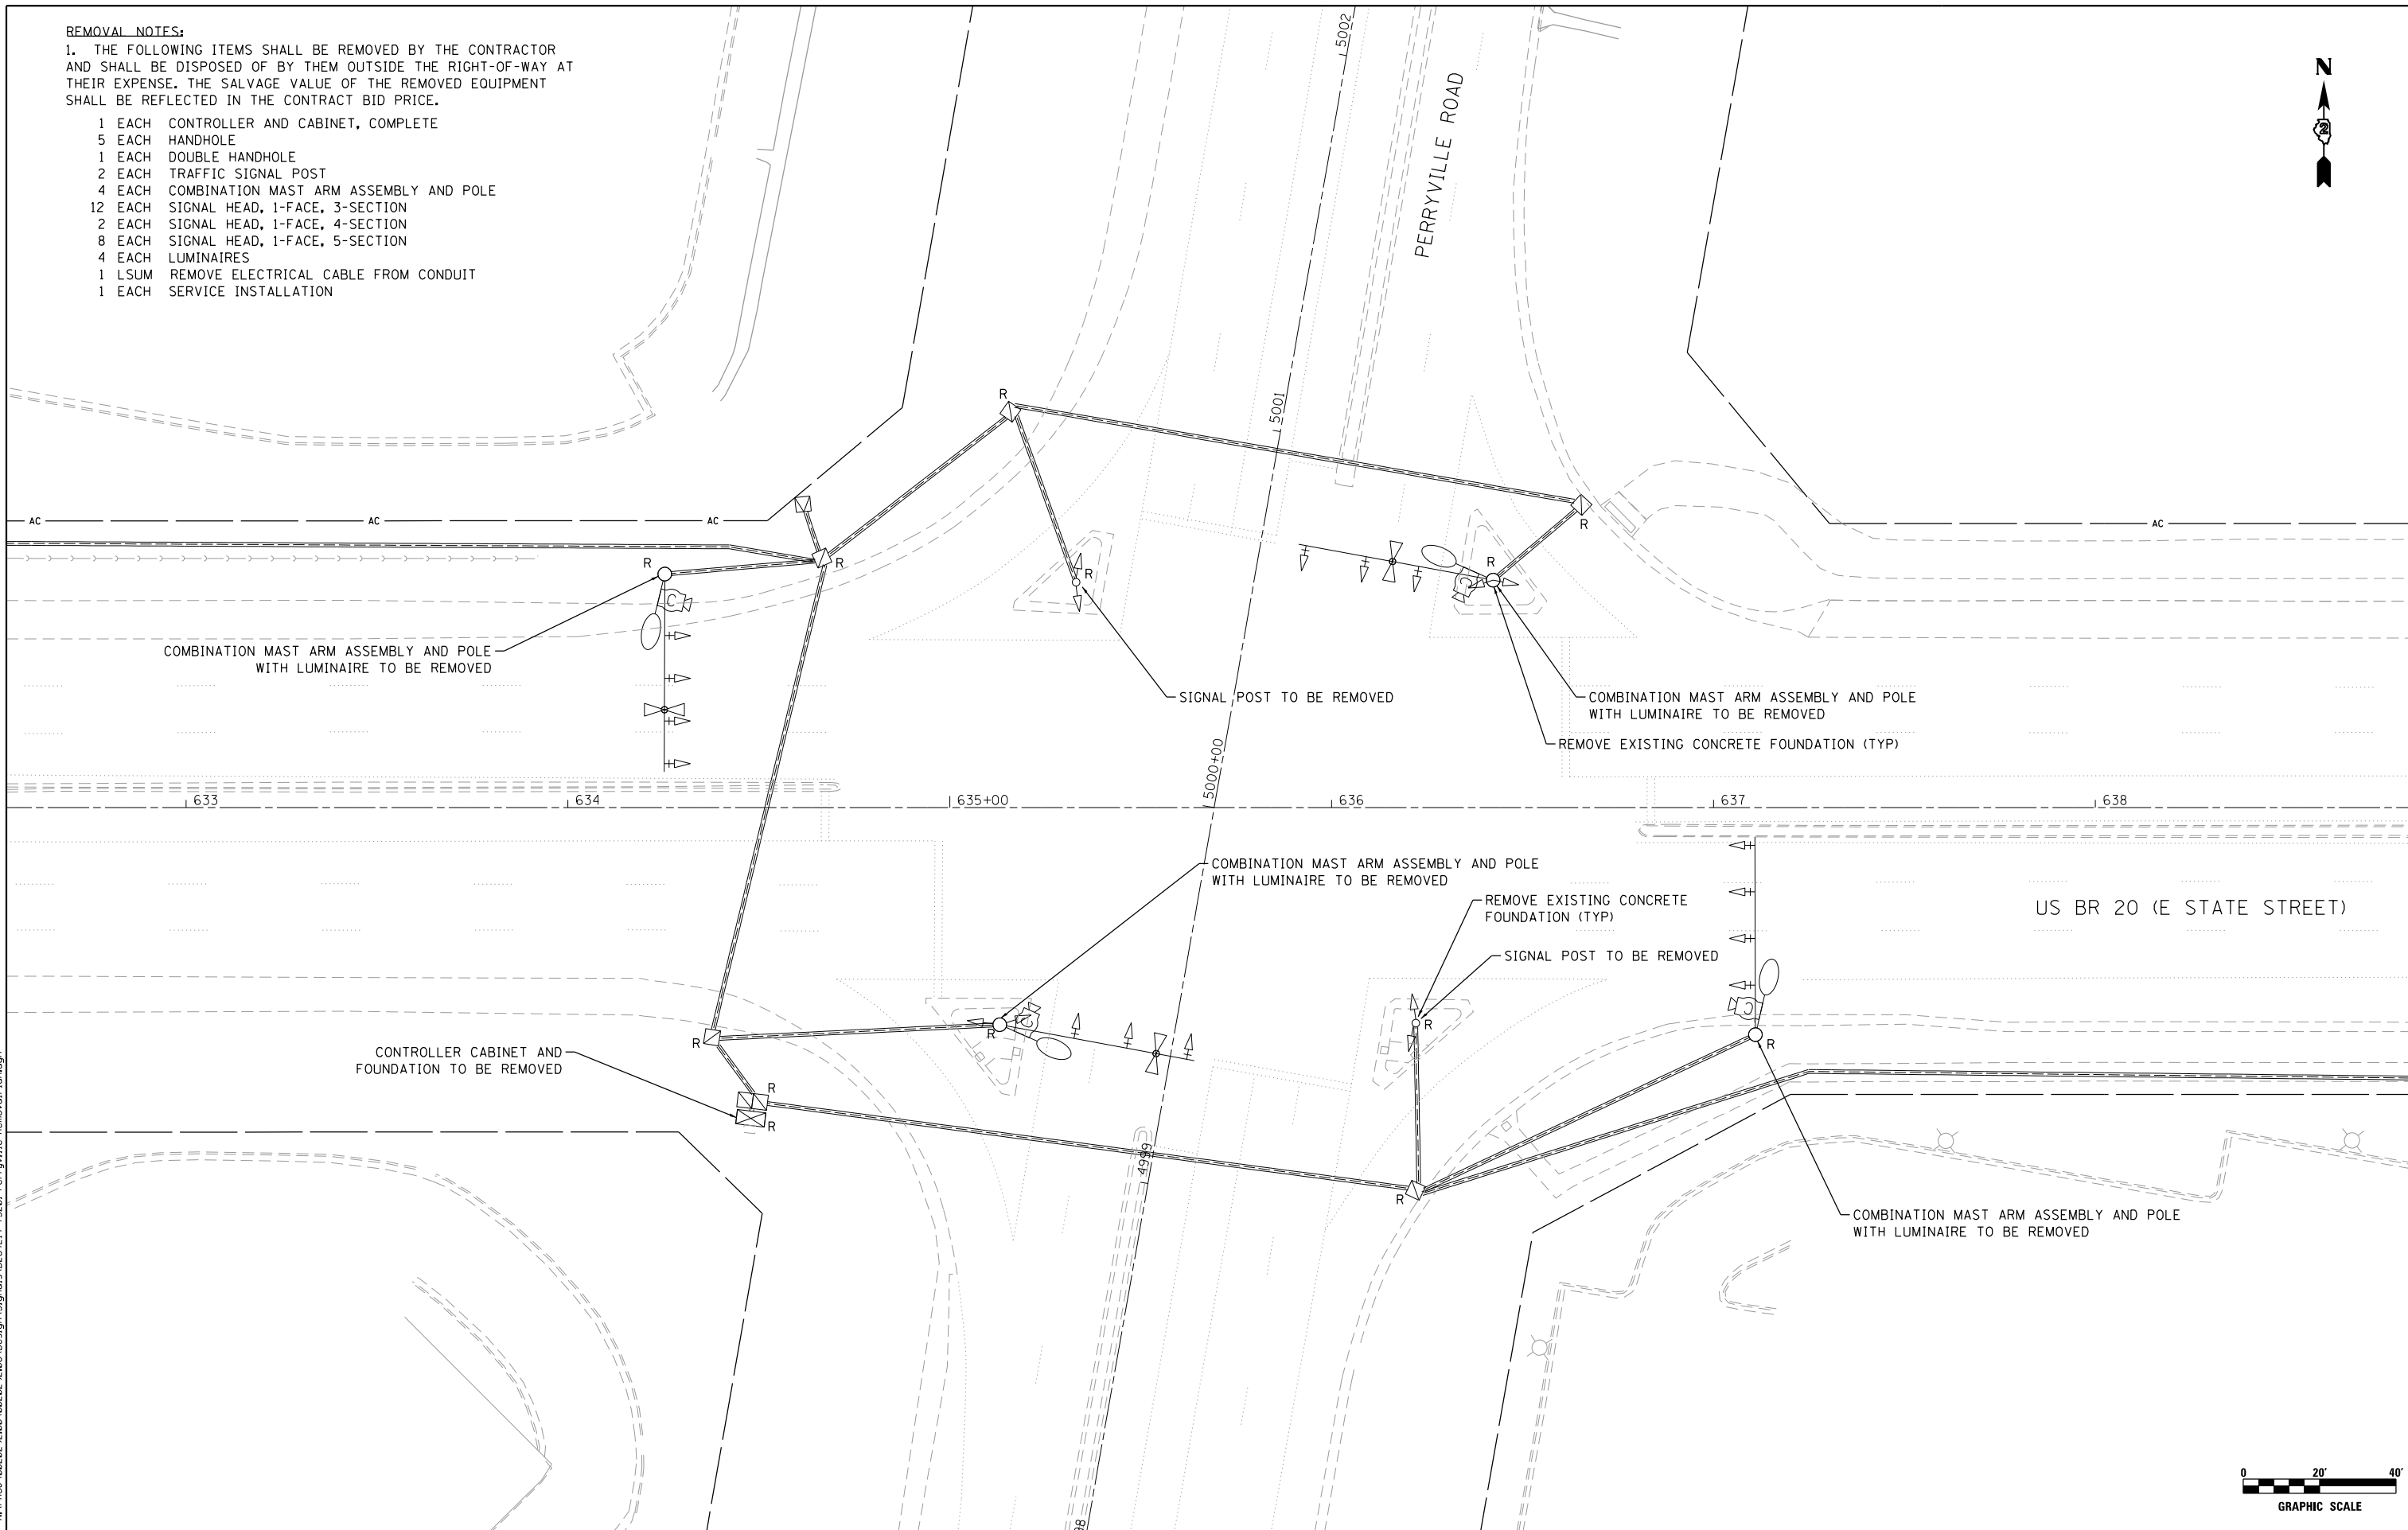 REMOVAL NOTES:
1. THE FOLLOWING ITEMS SHALL BE REMOVED BY THE CONTRACTOR
AND SHALL BE DISPOSED OF BY THEM OUTSIDE THE RIGHT-OF-WAY AT
THEIR EXPENSE. THE SALVAGE VALUE OF THE REMOVED EQUIPMENT
SHALL BE REFLECTED IN THE CONTRACT BID PRICE.
1 EACH CONTROLLER AND CABINET, COMPLETE
5 EACH HANDHOLE
1 EACH DOUBLE HANDHOLE
2 EACH TRAFFIC SIGNAL POST
4 EACH COMBINATION MAST ARM ASSEMBLY AND POLE
12 EACH SIGNAL HEAD, 1-FACE, 3-SECTION
2 EACH SIGNAL HEAD, 1-FACE, 4-SECTION
8 EACH SIGNAL HEAD, 1-FACE, 5-SECTION
4 EACH LUMINAIRES
1 LSUM REMOVE ELECTRICAL CABLE FROM CONDUIT
1 EACH SERVICE INSTALLATION
5002
N
2
PERRYVILLE ROAD
R
5001
AC
AC
AC
R
AC
R
R
R
R
C
C
COMBINATION MAST ARM ASSEMBLY AND POLE
WITH LUMINAIRE TO BE REMOVED
SIGNAL POST TO BE REMOVED
COMBINATION MAST ARM ASSEMBLY AND POLE
WITH LUMINAIRE TO BE REMOVED
REMOVE EXISTING CONCRETE FOUNDATION (TYP)
5000+00
633
634
635+00
636
637
638
COMBINATION MAST ARM ASSEMBLY AND POLE
WITH LUMINAIRE TO BE REMOVED
REMOVE EXISTING CONCRETE
FOUNDATION (TYP)
US BR 20 (E STATE STREET)
SIGNAL POST TO BE REMOVED
C
C
R
R
R
R
CONTROLLER CABINET AND
FOUNDATION TO BE REMOVED
R
R
4999
R
COMBINATION MAST ARM ASSEMBLY AND POLE
WITH LUMINAIRE TO BE REMOVED
0 20' 40'
GRAPHIC SCALE